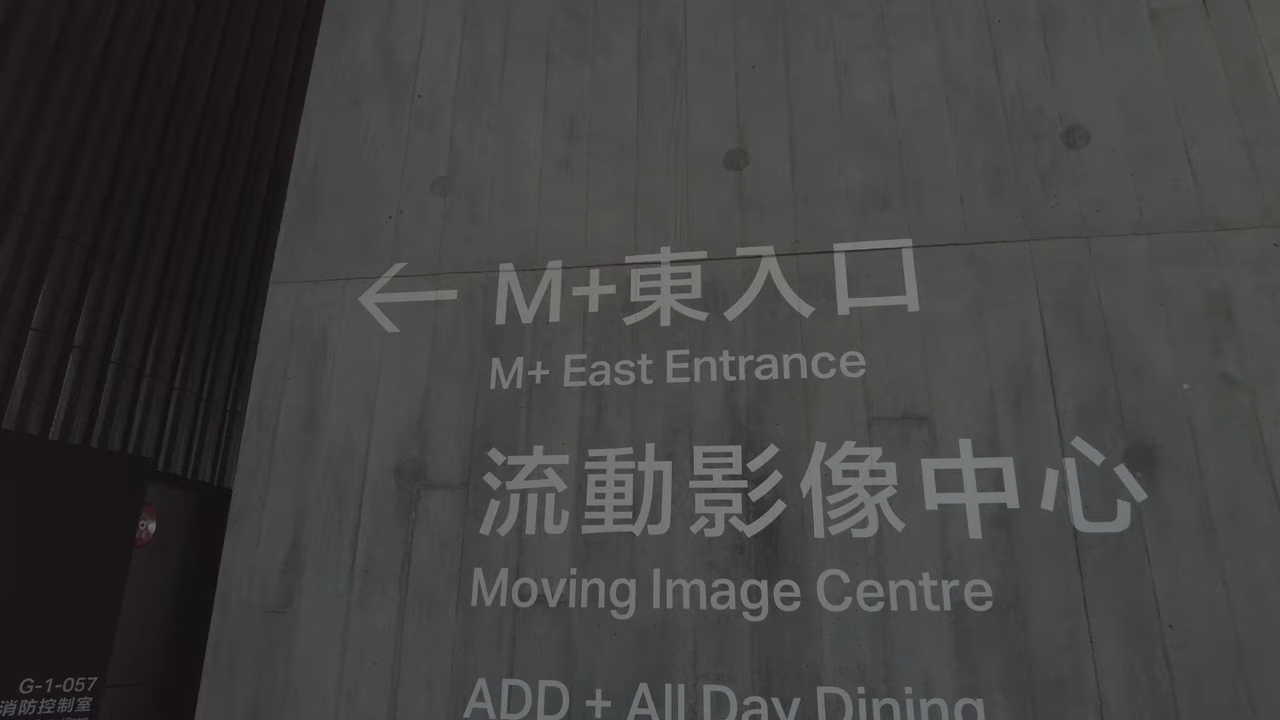 M+東入口
M+ East Entrance
流動影像中心
Moving Image Centre
ADD + All Day Dining
G-1-057
消防控制室